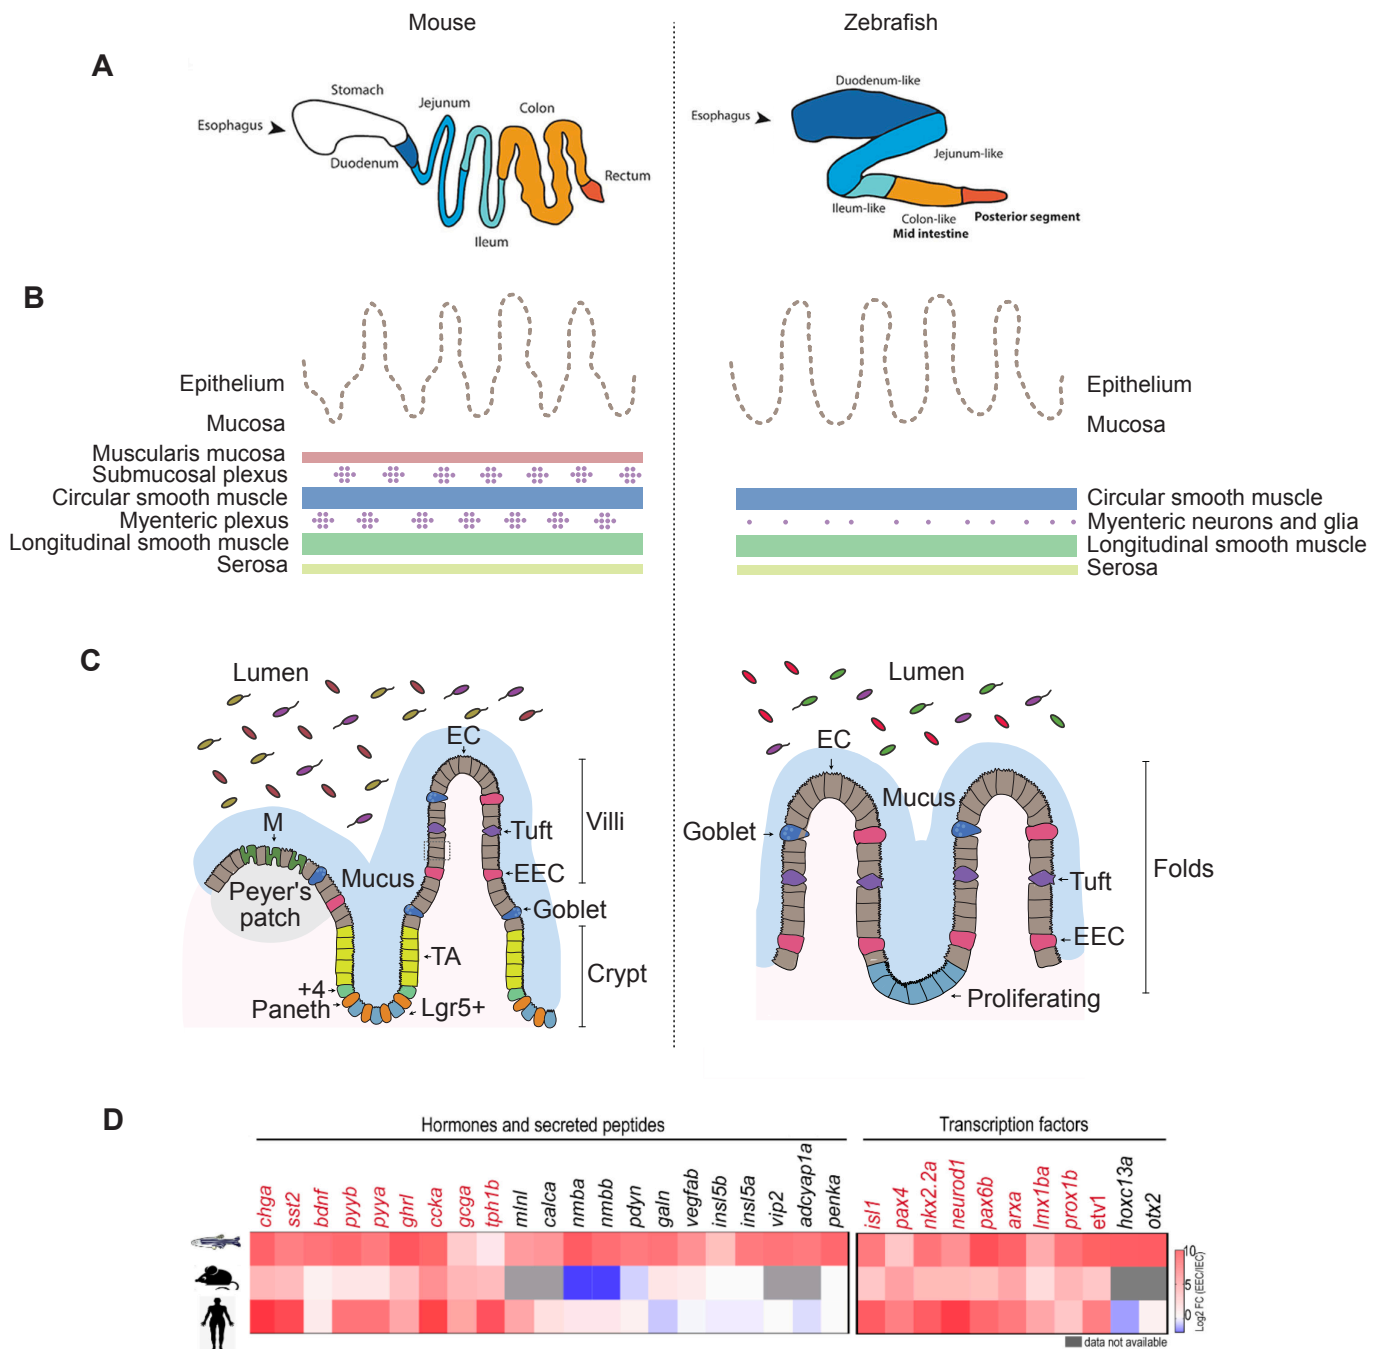 Mouse
Zebrafish
A
Stomach
Jejunum
Colon
Esophagus
Duodenum
Rectum
Ileum
Duodenum-like
Esophagus
Jejunum-like
Ileum-like
Colon-like
Posterior segment
Mid intestine
B
Epithelium
Mucosa
Muscularis mucosa
Submucosal plexus
Circular smooth muscle
Myenteric plexus
Longitudinal smooth muscle
Serosa
Epithelium
Mucosa
Circular smooth muscle
Myenteric neurons and glia
Longitudinal smooth muscle
Serosa
C
Lumen
EC
M
Villi
Tuft
Peyer's
patch
Mucus
EEC
Goblet
TA
Crypt
+4
Paneth
Lgr5+
Lumen
EC
Mucus
Goblet
Folds
Tuft
EEC
Proliferating
D
Hormones and secreted peptides
Transcription factors
chga
sst2
bdnf
pyyb
pyya
ghrl
ccka
gcga
tph1b
mlnl
calca
nmba
nmbb
pdyn
galn
vegfab
insl5b
insl5a
vip2
adcyap1a
penka
isl1
pax4
nkx2.2a
neurod1
pax6b
arxa
lmx1ba
prox1b
etv1
hoxc13a
otx2
10
5
0
Log2 FC (EEC/IEC)
data not available